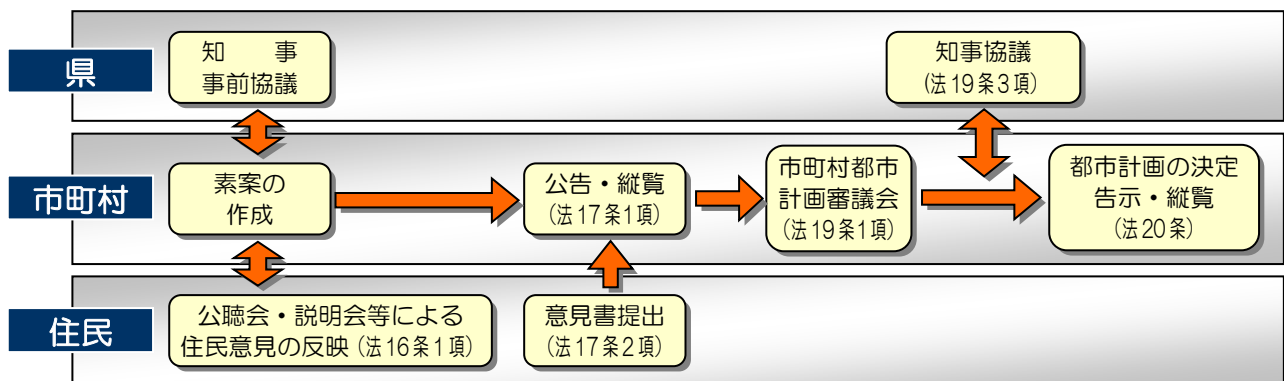 県
知　事
事前協議
知事協議
(法19条3項)
市町村
素案の
作成
公告・縦覧
(法17条1項)
市町村都市
計画審議会
(法19条1項)
都市計画の決定
告示・縦覧
(法20条)
住民
公聴会・説明会等による
住民意見の反映(法16条1項)
意見書提出
(法17条2項)